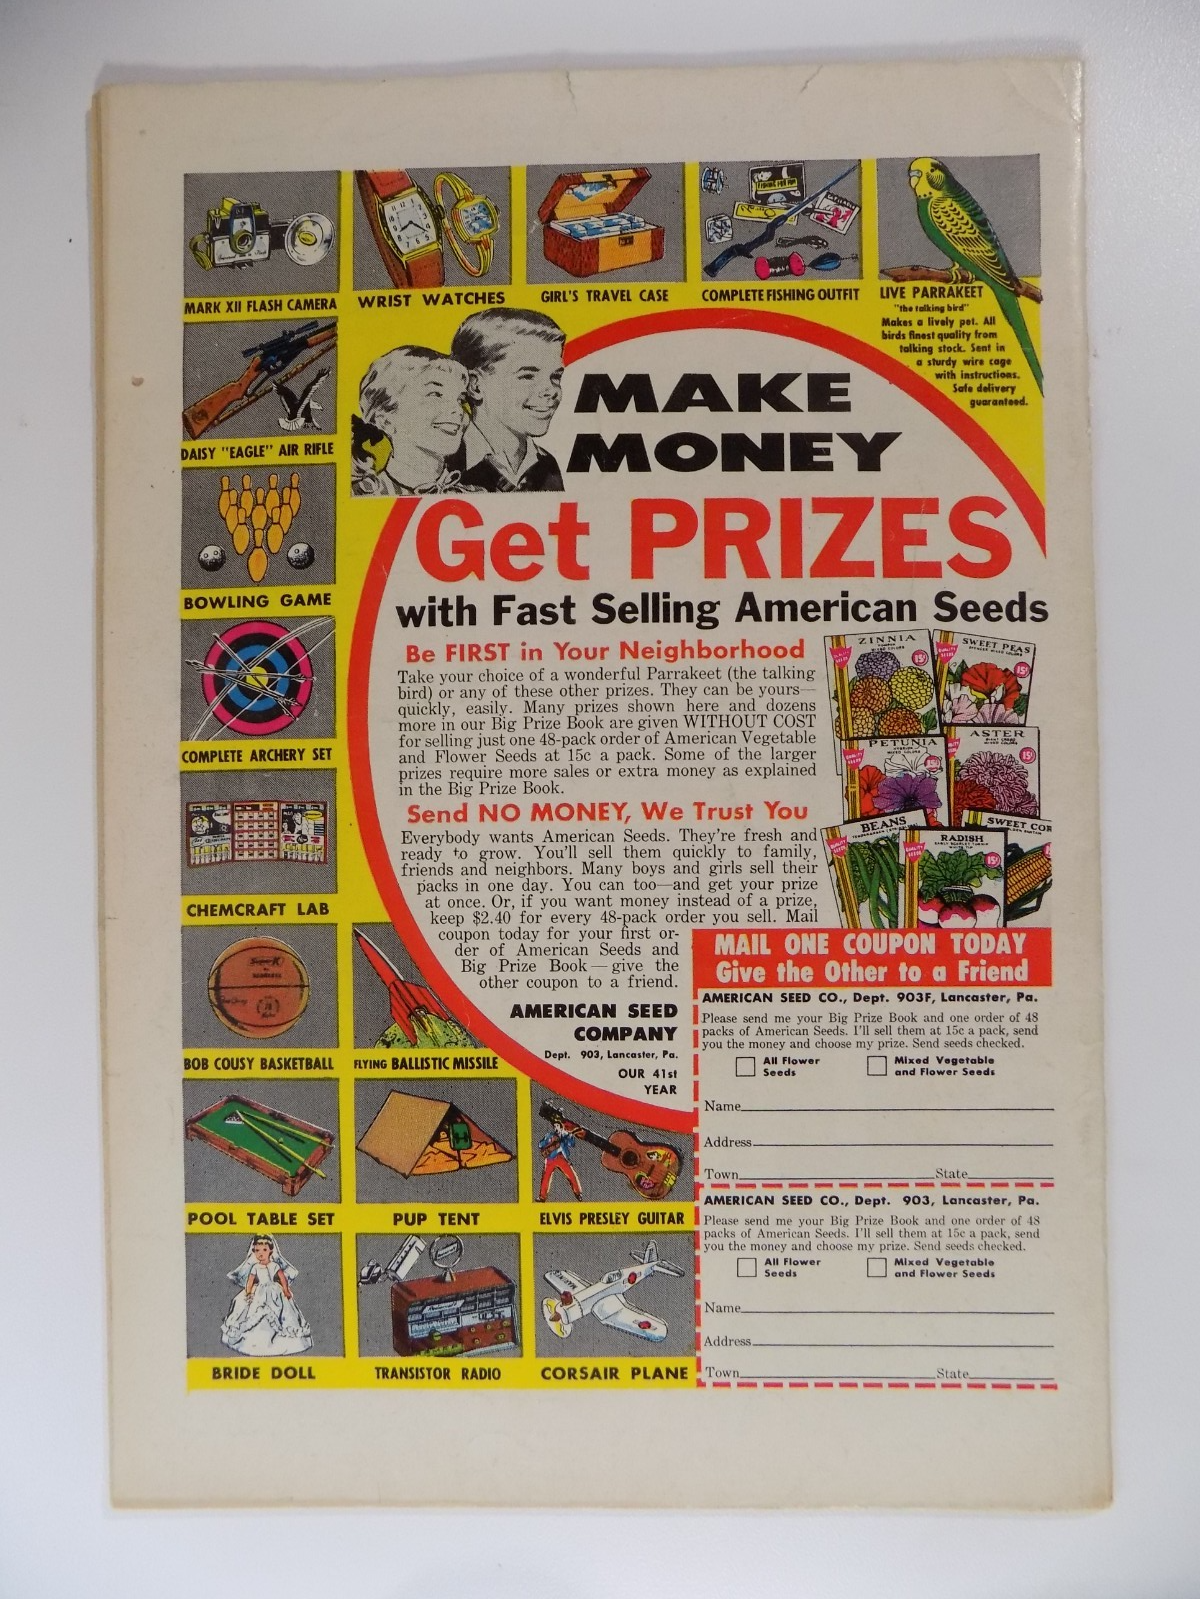 MARK XII FLASH CAMERA
WRIST WATCHES
GIRL'S TRAVEL CASE
COMPLETE FISHING OUTFIT
LIVE PARRAKEET
"the talking bird"
Makes a lively pet. All
birds finest quality from
talking stock. Sent in
a sturdy wire cage
with instructions.
Safe delivery
guaranteed.
DAISY "EAGLE" AIR RIFLE
BOWLING GAME
COMPLETE ARCHERY SET
CHEMCRAFT LAB
BOB COUSY BASKETBALL
FLYING BALLISTIC MISSILE
POOL TABLE SET
PUP TENT
ELVIS PRESLEY GUITAR
BRIDE DOLL
TRANSISTOR RADIO
CORSAIR PLANE
MAKE
MONEY
Get PRIZES
with Fast Selling American Seeds
Be FIRST in Your Neighborhood
Take your choice of a wonderful Parrakeet (the talking
bird) or any of these other prizes. They can be yours—
quickly, easily. Many prizes shown here and dozens
more in our Big Prize Book are given WITHOUT COST
for selling just one 48-pack order of American Vegetable
and Flower Seeds at 15c a pack. Some of the larger
prizes require more sales or extra money as explained
in the Big Prize Book.
Send NO MONEY, We Trust You
Everybody wants American Seeds. They're fresh and
ready to grow. You'll sell them quickly to family,
friends and neighbors. Many boys and girls sell their
packs in one day. You can too—and get your prize
at once. Or, if you want money instead of a prize,
keep $2.40 for every 48-pack order you sell. Mail
coupon today for your first or-
der of American Seeds and
Big Prize Book—give the
other coupon to a friend.
AMERICAN SEED
COMPANY
Dept. 903, Lancaster, Pa.
OUR 41st
YEAR
ZINNIA
15¢
SWEET PEAS
15¢
PETUNIA
15¢
ASTER
15¢
BEANS
RADISH
15¢
SWEET COR
MAIL ONE COUPON TODAY
Give the Other to a Friend
AMERICAN SEED CO., Dept. 903F, Lancaster, Pa.
Please send me your Big Prize Book and one order of 48
packs of American Seeds. I'll sell them at 15c a pack, send
you the money and choose my prize. Send seeds checked.
All Flower
Seeds
Mixed Vegetable
and Flower Seeds
Name
Address
Town State
AMERICAN SEED CO., Dept. 903, Lancaster, Pa.
Please send me your Big Prize Book and one order of 48
packs of American Seeds. I'll sell them at 15c a pack, send
you the money and choose my prize. Send seeds checked.
All Flower
Seeds
Mixed Vegetable
and Flower Seeds
Name
Address
Town State